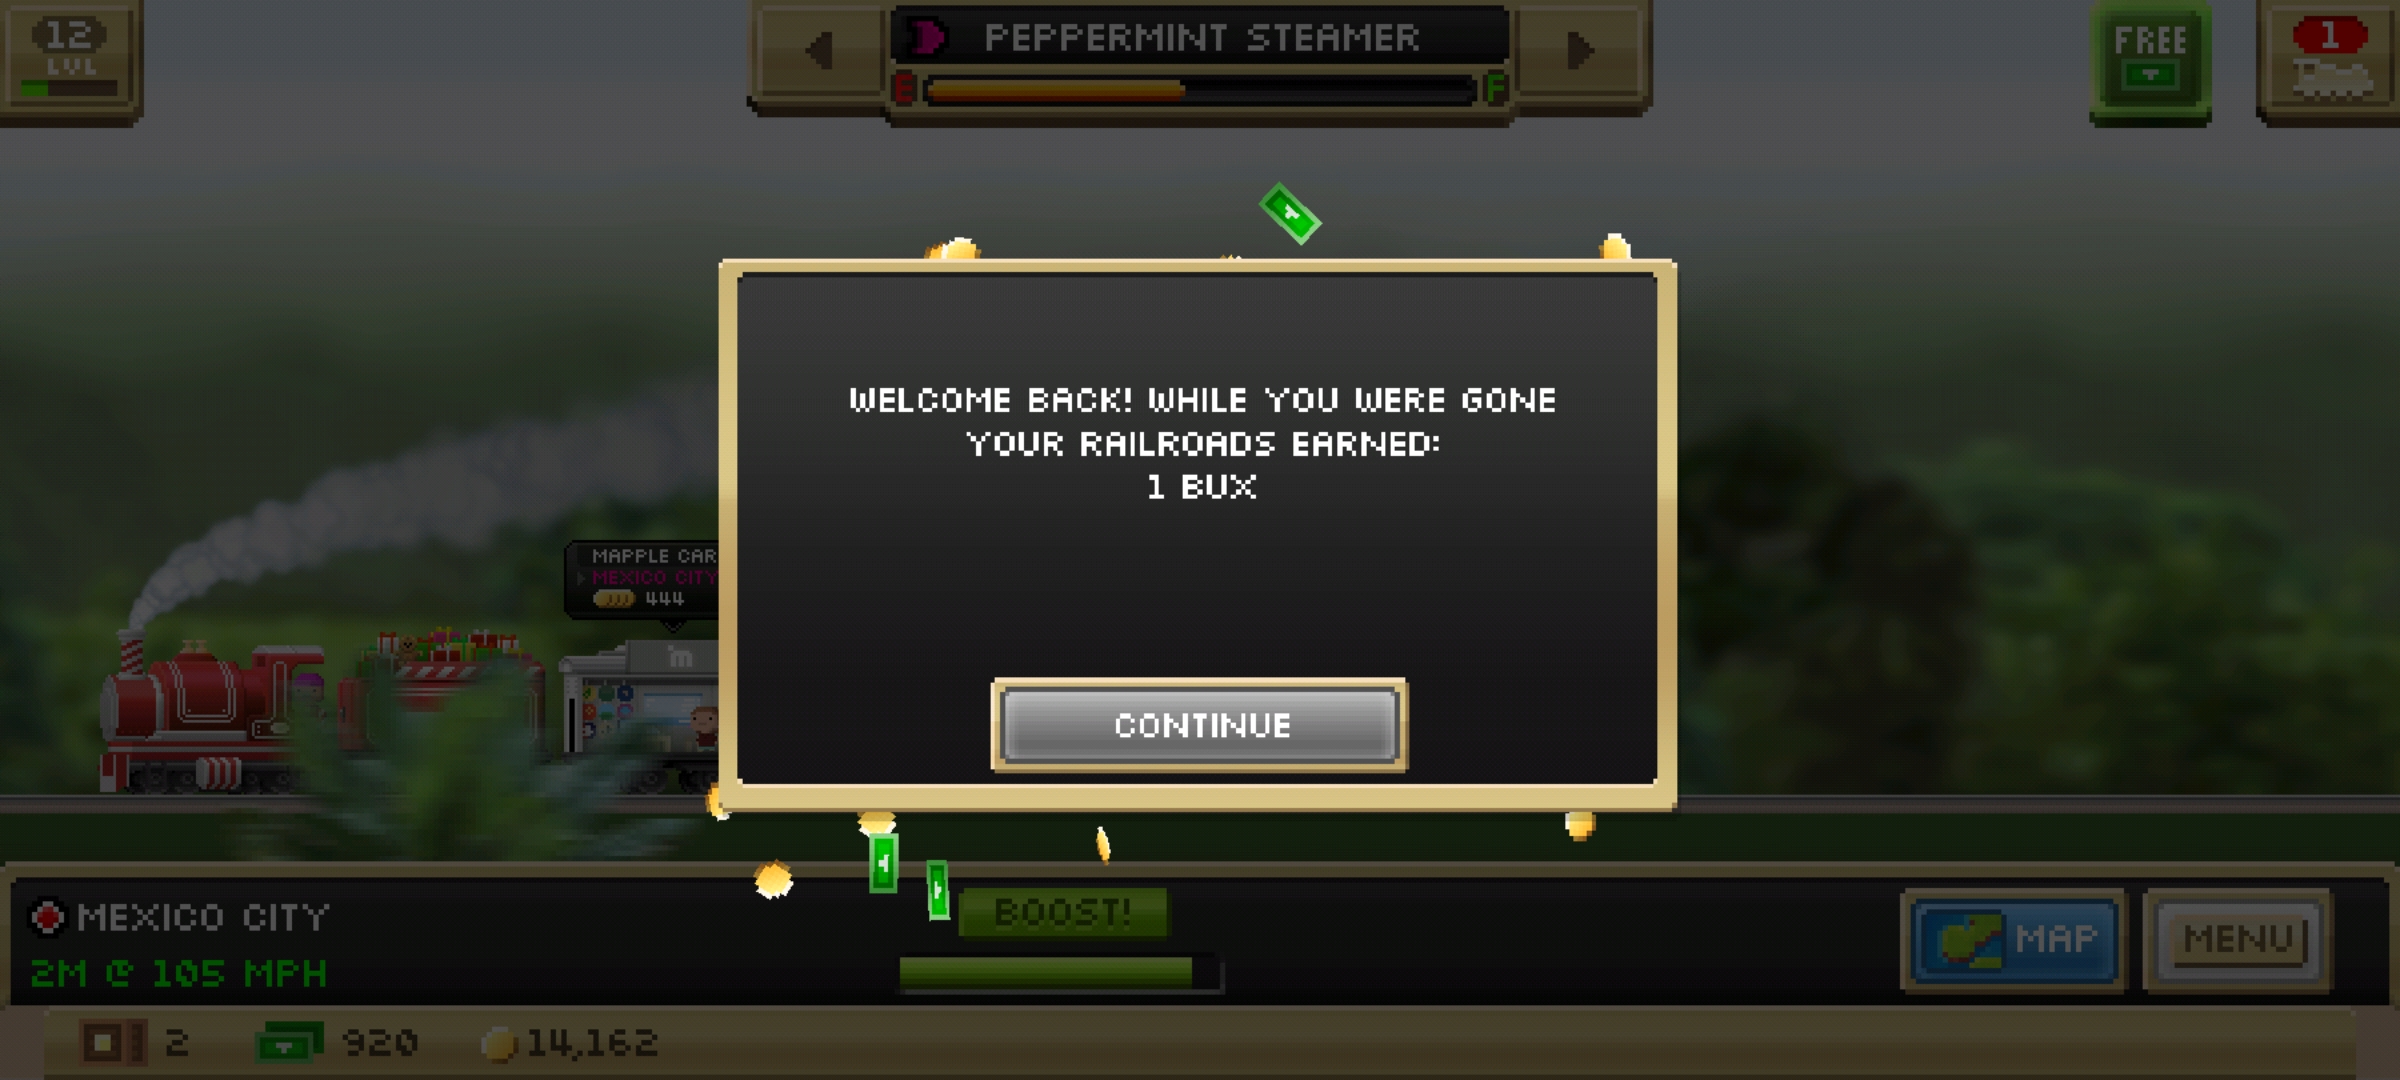 12
LVL
PEPPERMINT STEAMER
E
F
FREE
1
WELCOME BACK! WHILE YOU WERE GONE
YOUR RAILROADS EARNED:
1 BUX
MAPPLE CAR
MEXICO CITY
444
m
CONTINUE
MEXICO CITY
2M @ 105 MPH
BOOST!
MAP
MENU
2
920
14,162